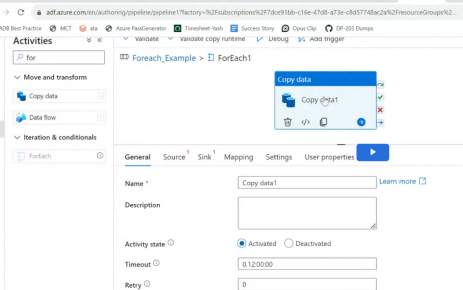 adf.azure.com/en/authoring/pipeline/pipeline1?factory=%2Fsubscriptions%2F7dce91bb-c16e-47d8-a73e-c8d57748ac2a%2FresourceGroups%2...
ADB Best Practice MCT ata Azure PassGenerator Timesheet-Yash Success Story Opus Clip DP-203 Dumps
Activities Validate Validate copy runtime Debug Add trigger
for
Foreach_Example > ForEach1
Move and transform
Copy data
Copy data
Copy data1
Data flow
Iteration & conditionals
ForEach
General Source 1 Sink 1 Mapping Settings User properties
Name * Copy data1 Learn more
Description
Activity state Activated Deactivated
Timeout 0.12:00:00
Retry 0